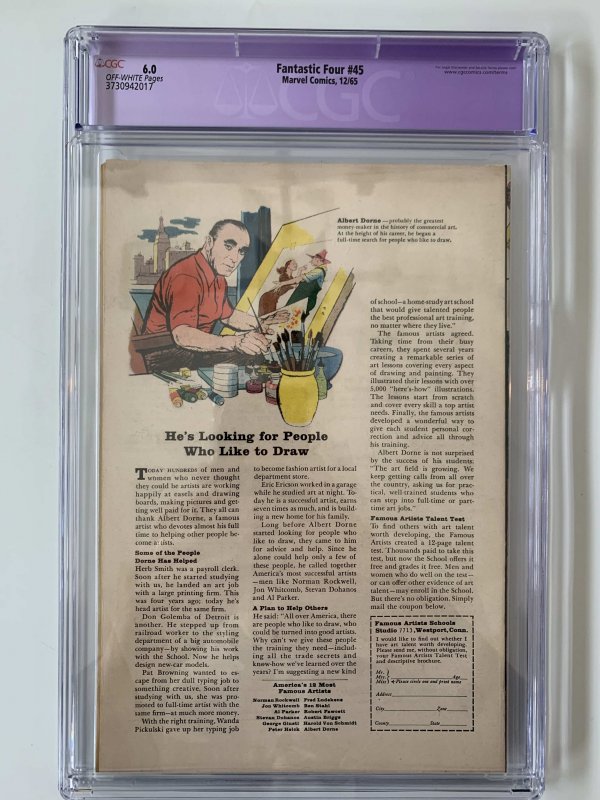 CGC 6.0
OFF-WHITE Pages
3730942017
Fantastic Four #45
Marvel Comics, 12/65
www.cgccomics.com/terms
CGC
Albert Dorne — probably the greatest
money-maker in the history of commercial art.
At the height of his career, he began a
full-time search for people who like to draw.
He's Looking for People
Who Like to Draw
TODAY HUNDREDS of men and
women who never thought
they could be artists are working
happily at easels and drawing
boards, making pictures and get-
ting well paid for it. They all can
thank Albert Dorne, a famous
artist who devotes almost his full
time to helping other people be-
come artists.
Some of the People
Dorne Has Helped
Herb Smith was a payroll clerk.
Soon after he started studying
with us, he landed an art job
with a large printing firm. This
was four years ago; today he's
head artist for the same firm.
Don Golemba of Detroit is
another. He stepped up from
railroad worker to the styling
department of a big automobile
company—by showing his work
with the School. Now he helps
design new-car models.
Pat Browning wanted to es-
cape from her dull typing job to
something creative. Soon after
studying with us, she was pro-
moted to full-time artist with the
same firm—at much more money.
With the right training, Wanda
Pickulski gave up her typing job
to become fashion artist for a local
department store.
Eric Ericson worked in a garage
while he studied art at night. To-
day he is a successful artist, earns
seven times as much, and is build-
ing a new home for his family.
Long before Albert Dorne
started looking for people who
like to draw, they came to him
for advice and help. Since he
alone could help only a few of
these people, he called together
America's most successful artists
—men like Norman Rockwell,
Jon Whitcomb, Stevan Dohanos
and Al Parker.
A Plan to Help Others
He said: "All over America, there
are people who like to draw, who
could be turned into good artists.
Why can't we give these people
the training they need—includ-
ing all the trade secrets and
know-how we've learned over the
years? I'm suggesting a new kind
America's 12 Most
Famous Artists
Norman Rockwell Fred Ludekens
Jon Whitcomb Ben Stahl
Al Parker Robert Fawcett
Stevan Dohanos Austin Briggs
George Giusti Harold Von Schmidt
Peter Helck Albert Dorne
of school—a home-study art school
that would give talented people
the best professional art training,
no matter where they live."
The famous artists agreed.
Taking time from their busy
careers, they spent several years
creating a remarkable series of
art lessons covering every aspect
of drawing and painting. They
illustrated their lessons with over
5,000 "here's-how" illustrations.
The lessons start from scratch
and cover every skill a top artist
needs. Finally, the famous artists
developed a wonderful way to
give each student personal cor-
rection and advice all through
his training.
Albert Dorne is not surprised
by the success of his students:
"The art field is growing. We
keep getting calls from all over
the country, asking us for prac-
tical, well-trained students who
can step into full-time or part-
time art jobs."
Famous Artists Talent Test
To find others with art talent
worth developing, the Famous
Artists created a 12-page talent
test. Thousands paid to take this
test, but now the School offers it
free and grades it free. Men and
women who do well on the test—
or can offer other evidence of art
talent—may enroll in the School.
But there's no obligation. Simply
mail the coupon below.
Famous Artists Schools
Studio 7713, Westport, Conn.
I would like to find out whether I
have art talent worth developing.
Please send me, without obligation,
your Famous Artists Talent Test
and descriptive brochure.
Mr.
Mrs. Age
Miss Please circle one and print name
Address
City Zone
County State